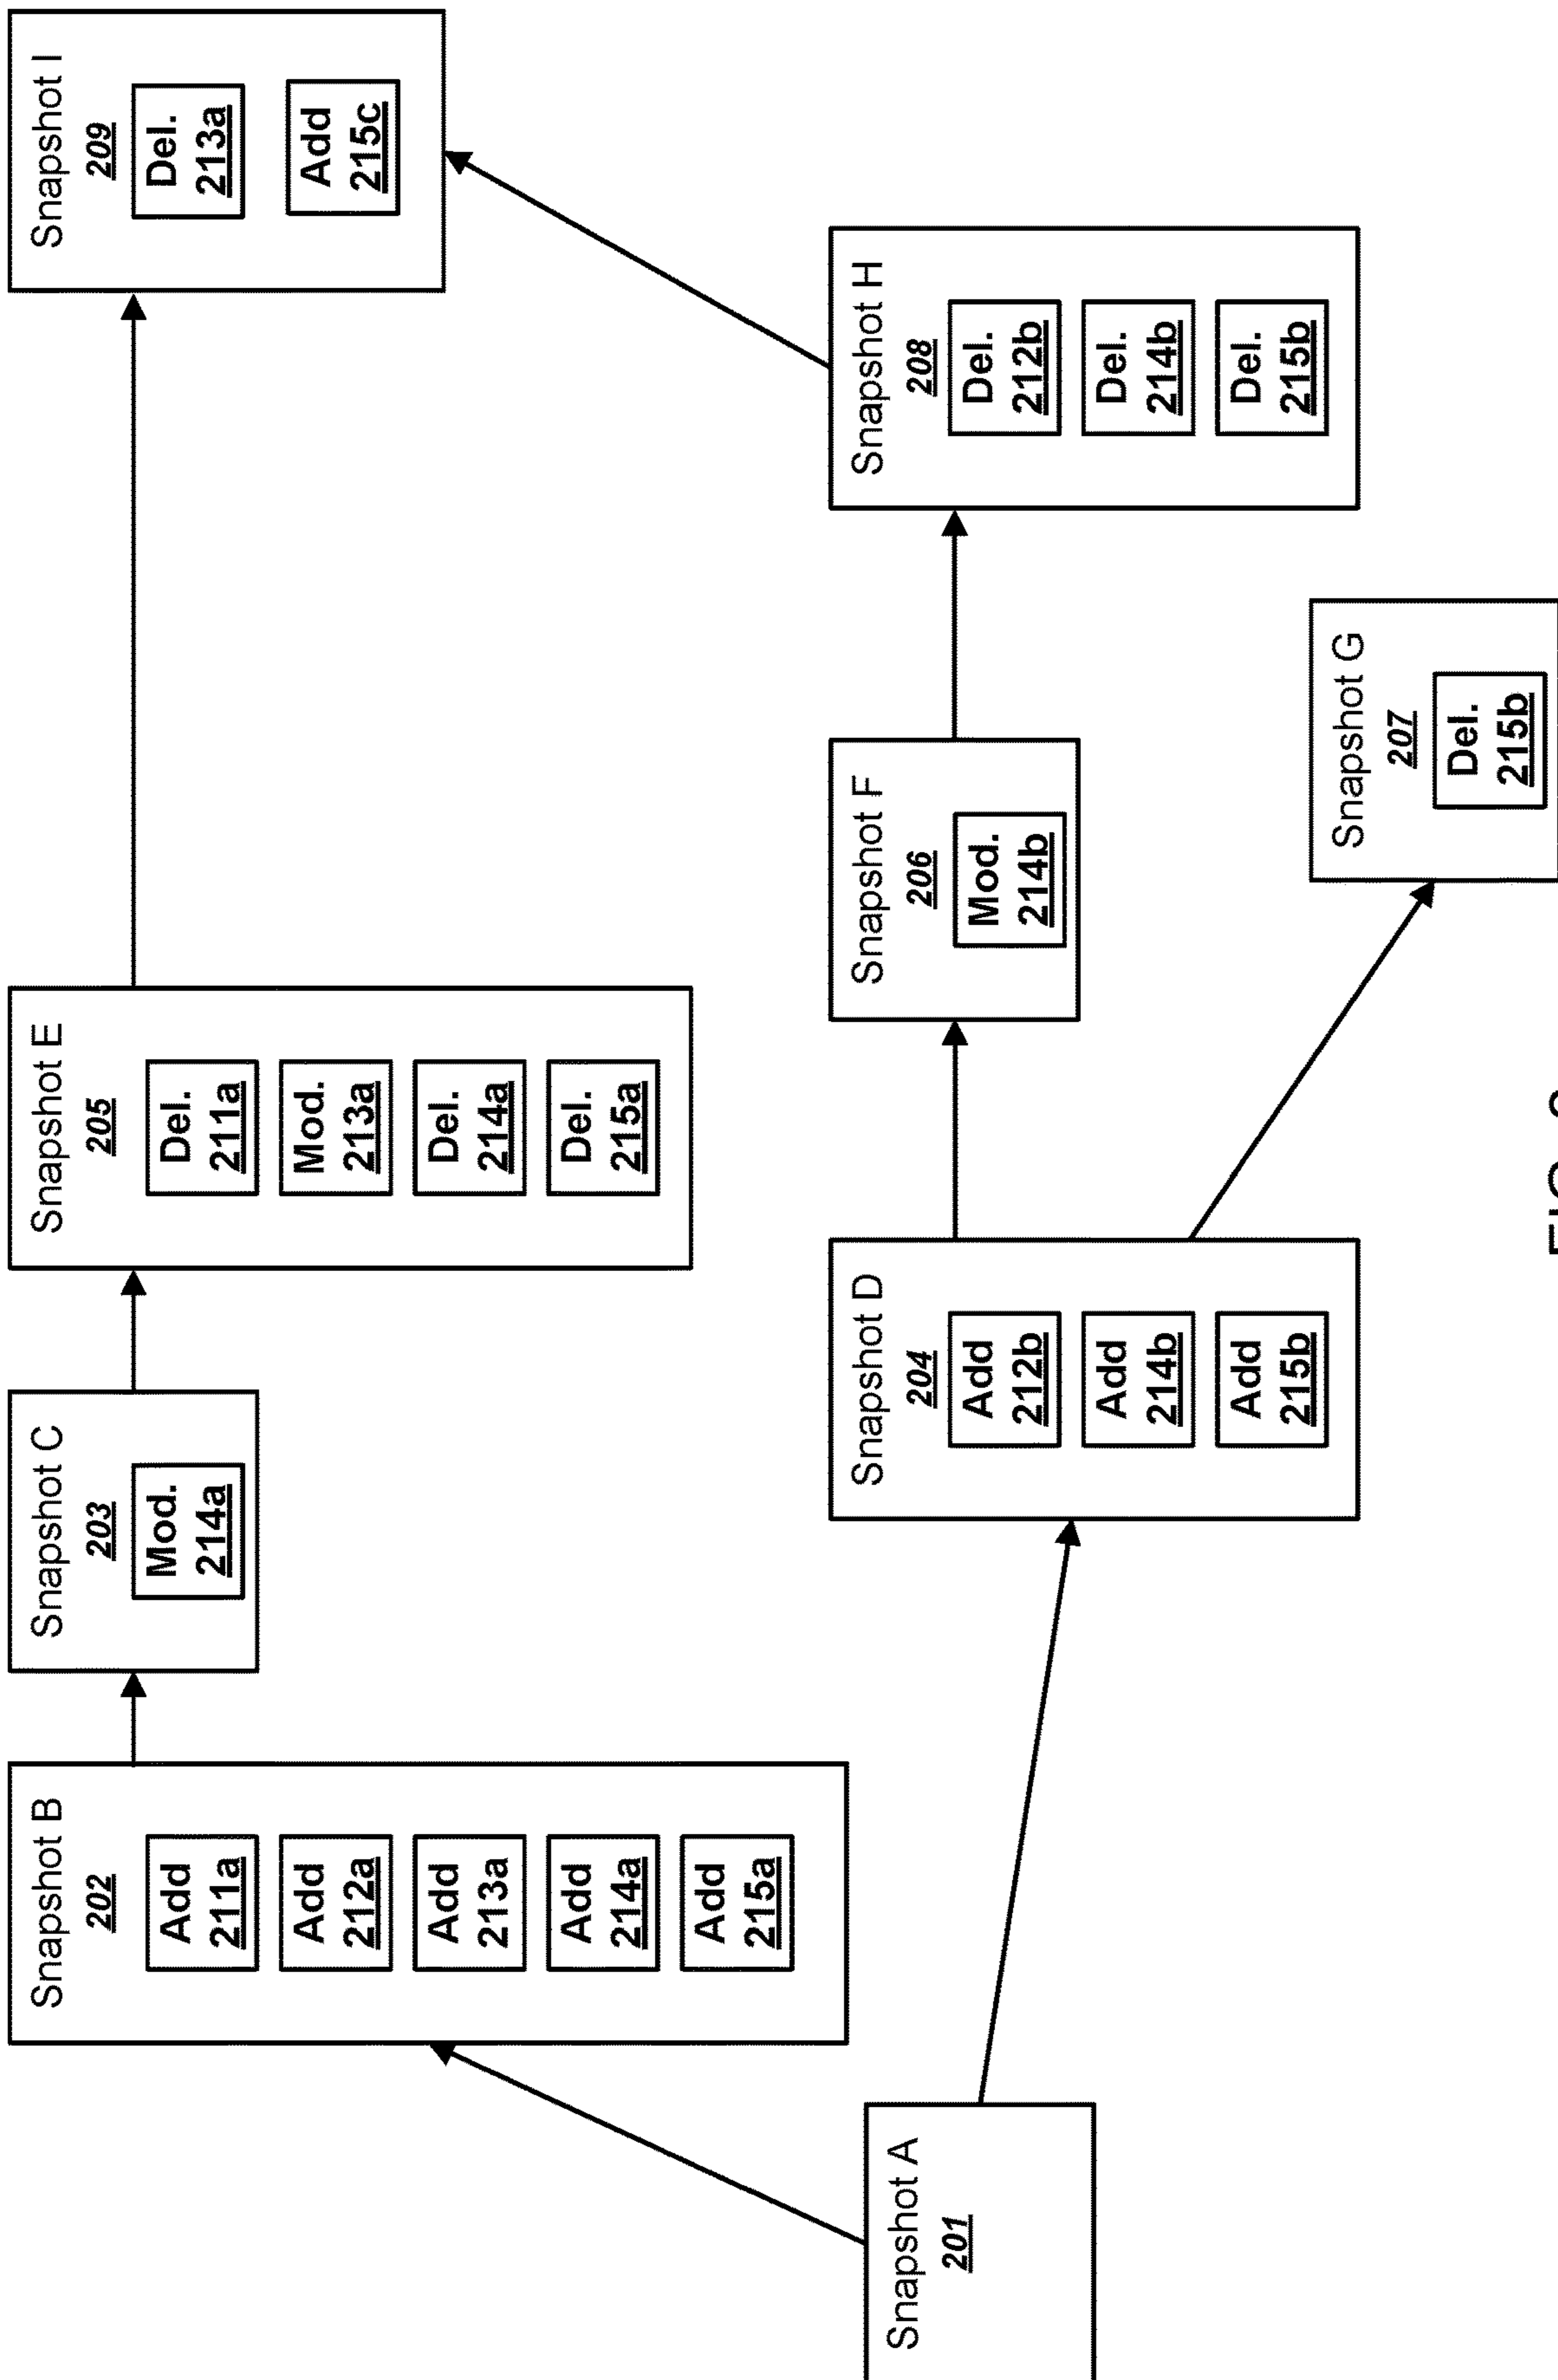 Snapshot A
201
Snapshot B
202
Add
211a
Add
212a
Add
213a
Add
214a
Add
215a
Snapshot C
203
Mod.
214a
Snapshot D
204
Add
212b
Add
214b
Add
215b
Snapshot E
205
Del.
211a
Mod.
213a
Del.
214a
Del.
215a
Snapshot F
206
Mod.
214b
Snapshot G
207
Del.
215b
Snapshot H
208
Del.
212b
Del.
214b
Del.
215b
Snapshot I
209
Del.
213a
Add
215c
FIG.